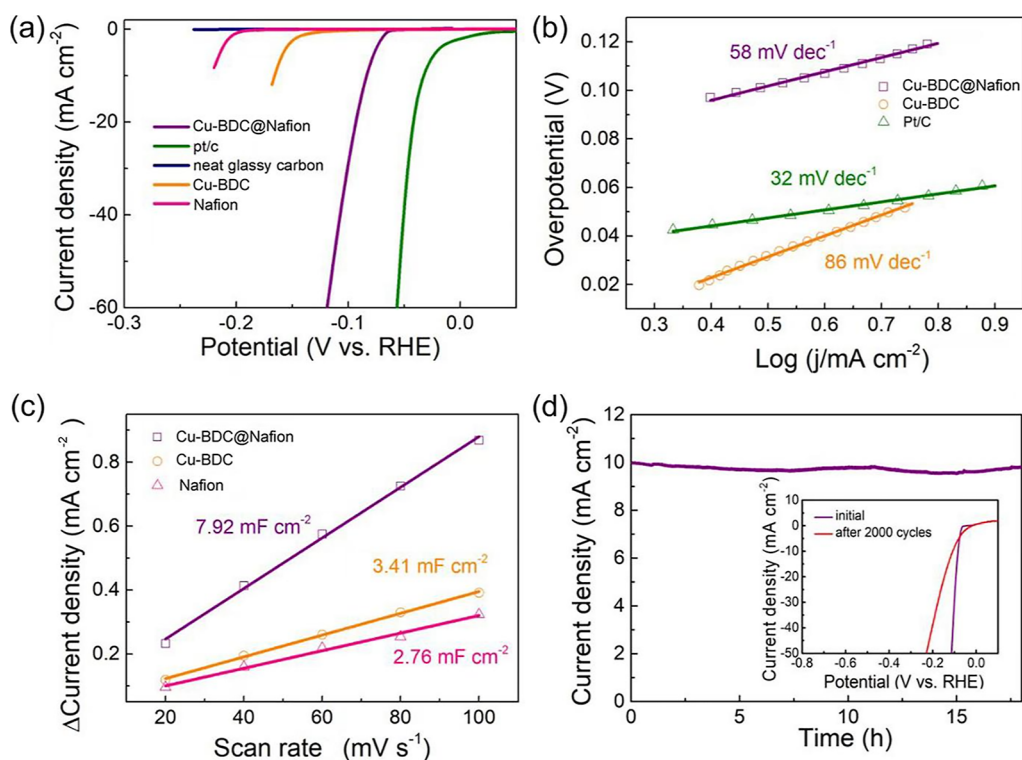 (a)
0
-20
-40
-60
-0.3
-0.2
-0.1
0.0
Current density (mA cm-2)
Potential (V vs. RHE)
Cu-BDC@Nafion
pt/c
neat glassy carbon
Cu-BDC
Nafion
(b)
0.12
0.10
0.08
0.06
0.04
0.02
0.3
0.4
0.5
0.6
0.7
0.8
0.9
Overpotential (V)
Log (j/mA cm-2)
58 mV dec-1
Cu-BDC@Nafion
Cu-BDC
Pt/C
32 mV dec-1
86 mV dec-1
(c)
0.8
0.6
0.4
0.2
20
40
60
80
100
ΔCurrent density (mA cm-2)
Scan rate (mV s-1)
Cu-BDC@Nafion
Cu-BDC
Nafion
7.92 mF cm-2
3.41 mF cm-2
2.76 mF cm-2
(d)
12
10
8
6
4
2
0
0
5
10
15
Current density (mA cm-2)
Time (h)
10
0
-10
-20
-30
-40
-50
-0.8
-0.6
-0.4
-0.2
0.0
Current density (mA cm-2)
Potential (V vs. RHE)
initial
after 2000 cycles